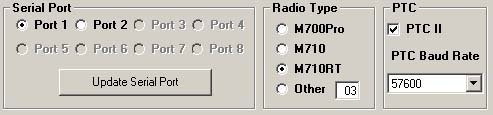 Serial Port
Port 1 Port 2 Port 3 Port 4
Port 5 Port 6 Port 7 Port 8
Update Serial Port
Radio Type
M700Pro
M710
M710RT
Other 03
PTC
PTC II
PTC Baud Rate
57600